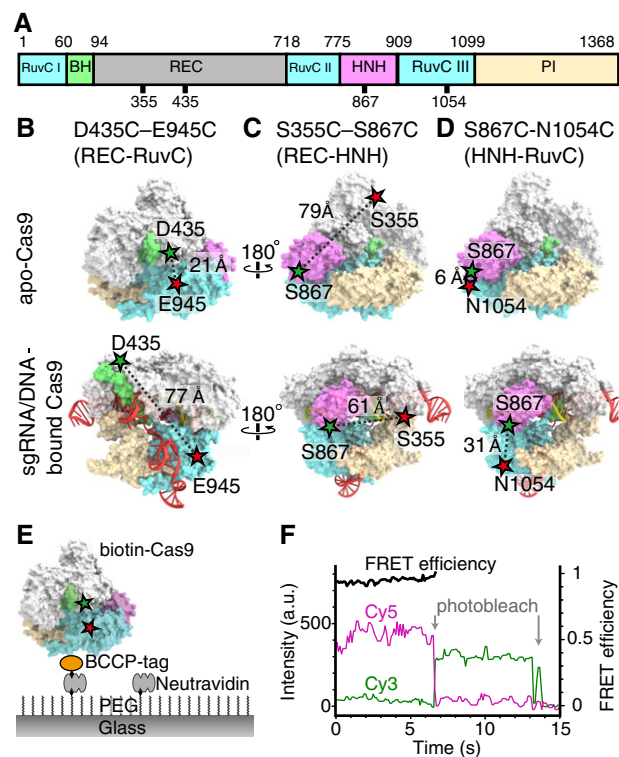 A
1 60 94 718 775 909 1099 1368
RuvC I BH REC RuvC II HNH RuvC III PI
355 435 867 1054
B D435C–E945C
(REC-RuvC)
C S355C–S867C
(REC-HNH)
D S867C-N1054C
(HNH-RuvC)
apo-Cas9
D435
21 Å
E945
180°
79Å
S355
S867
S867
6 Å
N1054
sgRNA/DNA-
bound Cas9
D435
77 Å
E945
180°
61Å
S867
S355
S867
31Å
N1054
E
biotin-Cas9
BCCP-tag
Neutravidin
PEG
Glass
F
FRET efficiency
Cy5
photobleach
Cy3
Intensity (a.u.)
500
0
1
0.5
0
FRET efficiency
0 5 10 15
Time (s)